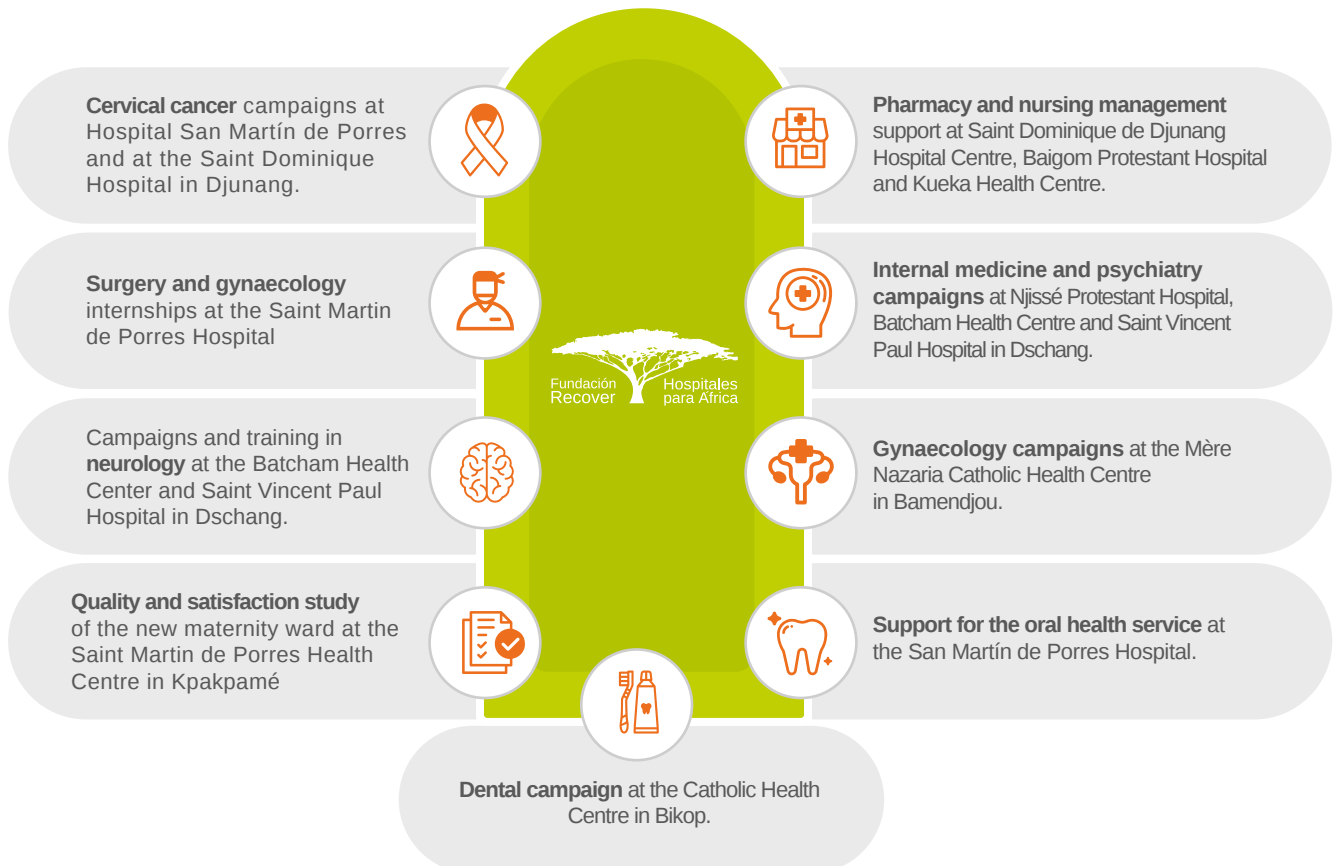 Cervical cancer campaigns at
Hospital San Martín de Porres
and at the Saint Dominique
Hospital in Djunang.
Surgery and gynaecology
internships at the Saint Martin
de Porres Hospital
Campaigns and training in
neurology at the Batcham Health
Center and Saint Vincent Paul
Hospital in Dschang.
Quality and satisfaction study
of the new maternity ward at the
Saint Martin de Porres Health
Centre in Kpakpamé
Fundación
Recover
Hospitales
para África
Pharmacy and nursing management
support at Saint Dominique de Djunang
Hospital Centre, Baigom Protestant Hospital
and Kueka Health Centre.
Internal medicine and psychiatry
campaigns at Njissé Protestant Hospital,
Batcham Health Centre and Saint Vincent
Paul Hospital in Dschang.
Gynaecology campaigns at the Mère
Nazaria Catholic Health Centre
in Bamendjou.
Support for the oral health service at
the San Martín de Porres Hospital.
Dental campaign at the Catholic Health
Centre in Bikop.